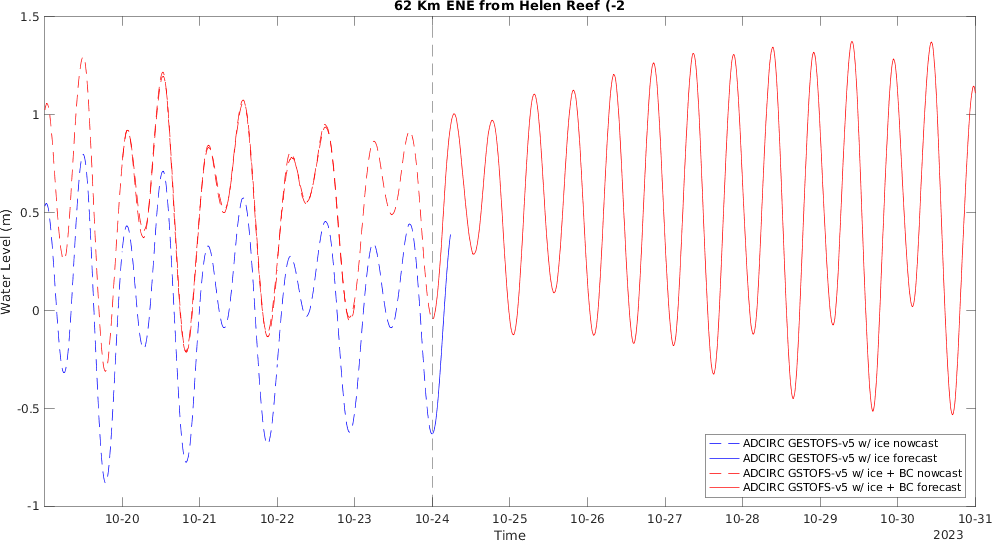 62 Km ENE from Helen Reef (-2
Water Level (m)
1.5
1
0.5
0
-0.5
-1
ADCIRC GESTOFS-v5 w/ ice nowcast
ADCIRC GESTOFS-v5 w/ ice forecast
ADCIRC GSTOFS-v5 w/ ice + BC nowcast
ADCIRC GSTOFS-v5 w/ ice + BC forecast
10-20 10-21 10-22 10-23 10-24 10-25 10-26 10-27 10-28 10-29 10-30 10-31
Time
2023